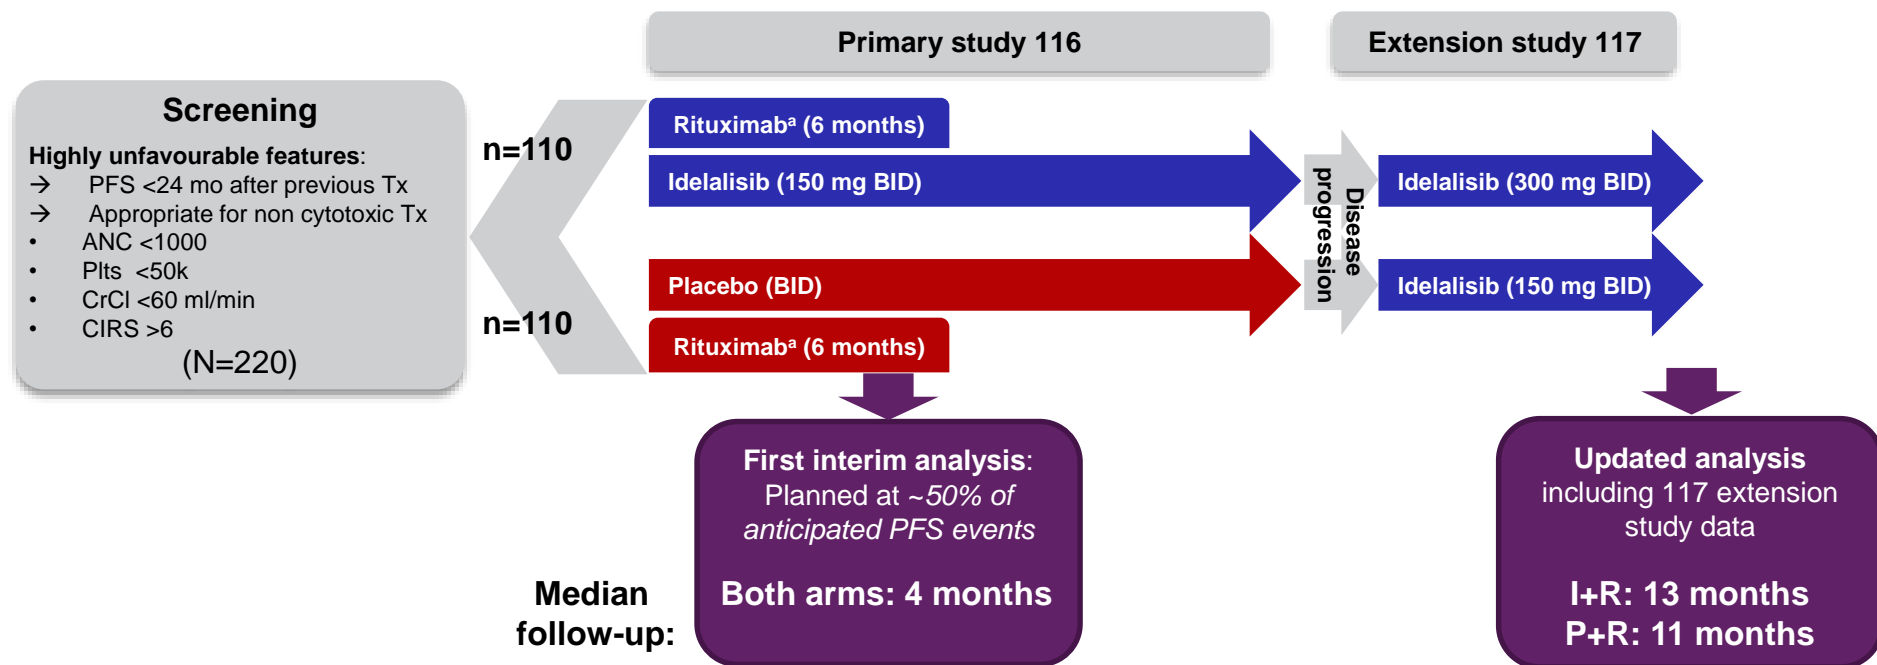 Primary study 116
Extension study 117
Screening
Highly unfavourable features:
→ PFS <24 mo after previous Tx
→ Appropriate for non cytotoxic Tx
• ANC <1000
• Plts <50k
• CrCl <60 ml/min
• CIRS >6
(N=220)
n=110
n=110
Rituximabᵃ (6 months)
Idelalisib (150 mg BID)
Placebo (BID)
Rituximabᵃ (6 months)
Disease
progression
Idelalisib (300 mg BID)
Idelalisib (150 mg BID)
First interim analysis:
Planned at ~50% of
anticipated PFS events
Both arms: 4 months
Median
follow-up:
Updated analysis
including 117 extension
study data
I+R: 13 months
P+R: 11 months